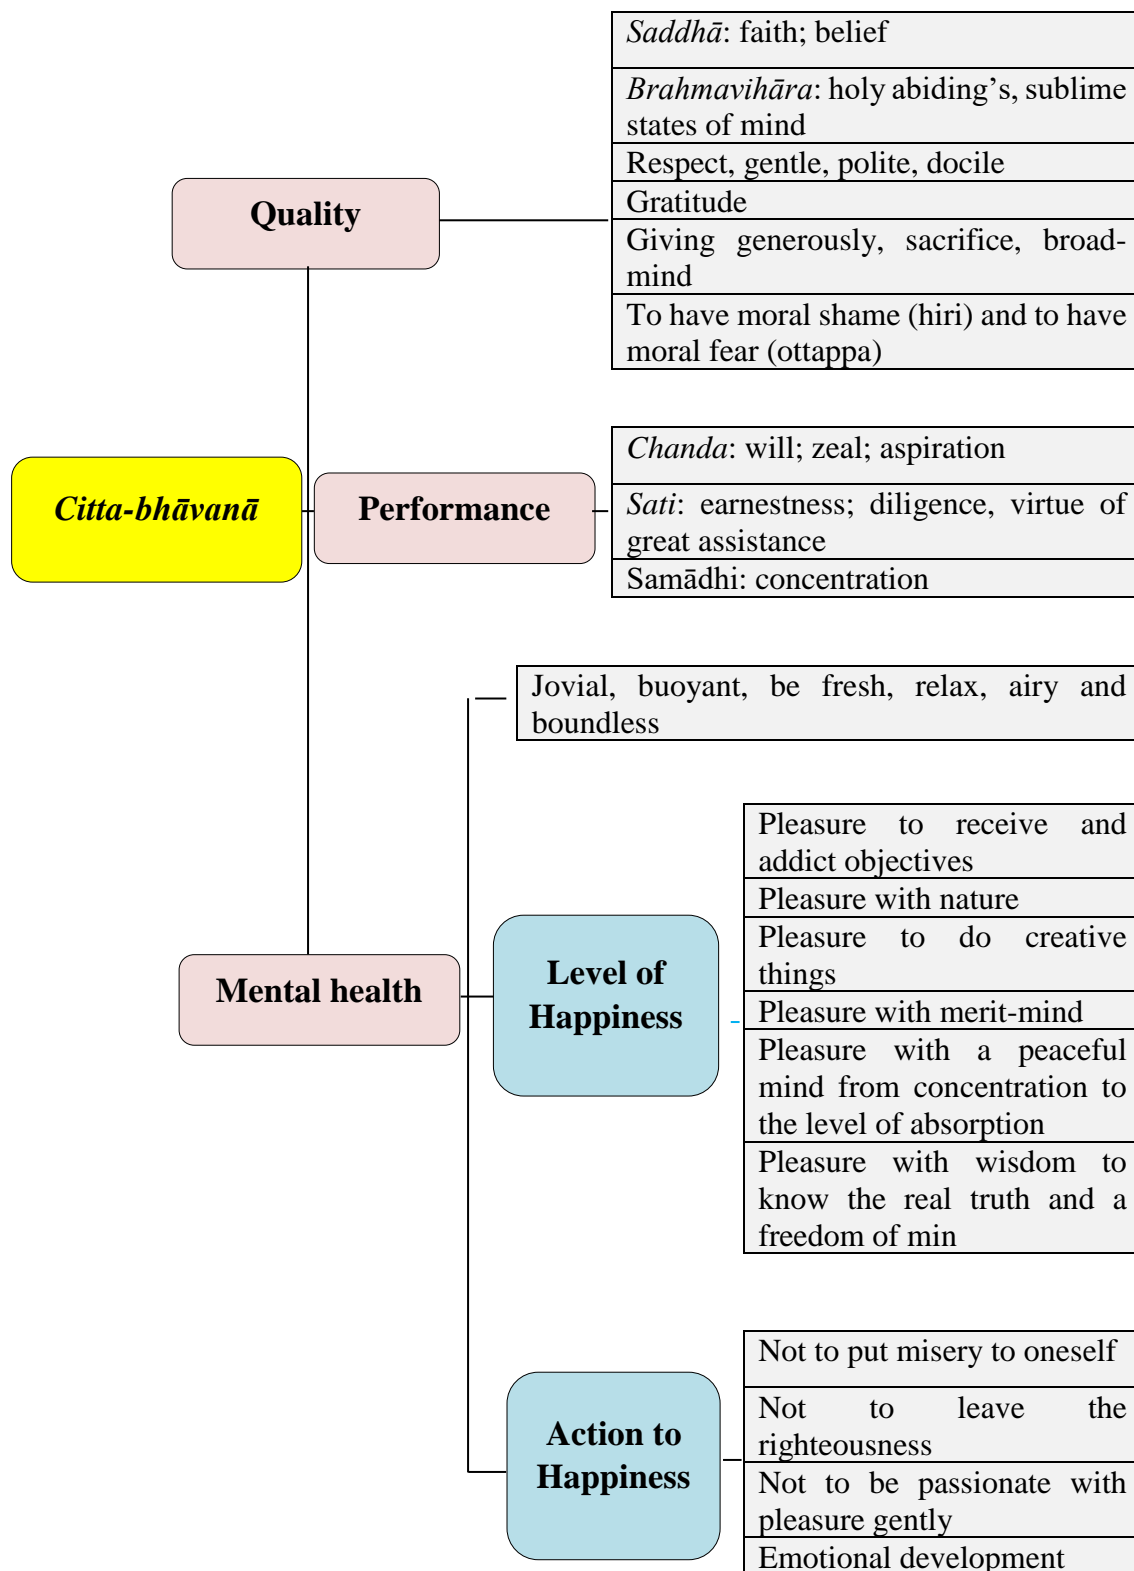 Saddhā: faith; belief
Brahmavihāra: holy abiding’s, sublime
states of mind
Respect, gentle, polite, docile
Gratitude
Giving generously, sacrifice, broad-
mind
To have moral shame (hiri) and to have
moral fear (ottappa)
Quality
Citta-bhāvanā
Performance
Chanda: will; zeal; aspiration
Sati: earnestness; diligence, virtue of
great assistance
Samādhi: concentration
Mental health
Jovial, buoyant, be fresh, relax, airy and
boundless
Level of
Happiness
Pleasure to receive and
addict objectives
Pleasure with nature
Pleasure to do creative
things
Pleasure with merit-mind
Pleasure with a peaceful
mind from concentration to
the level of absorption
Pleasure with wisdom to
know the real truth and a
freedom of min
Action to
Happiness
Not to put misery to oneself
Not to leave the
righteousness
Not to be passionate with
pleasure gently
Emotional development